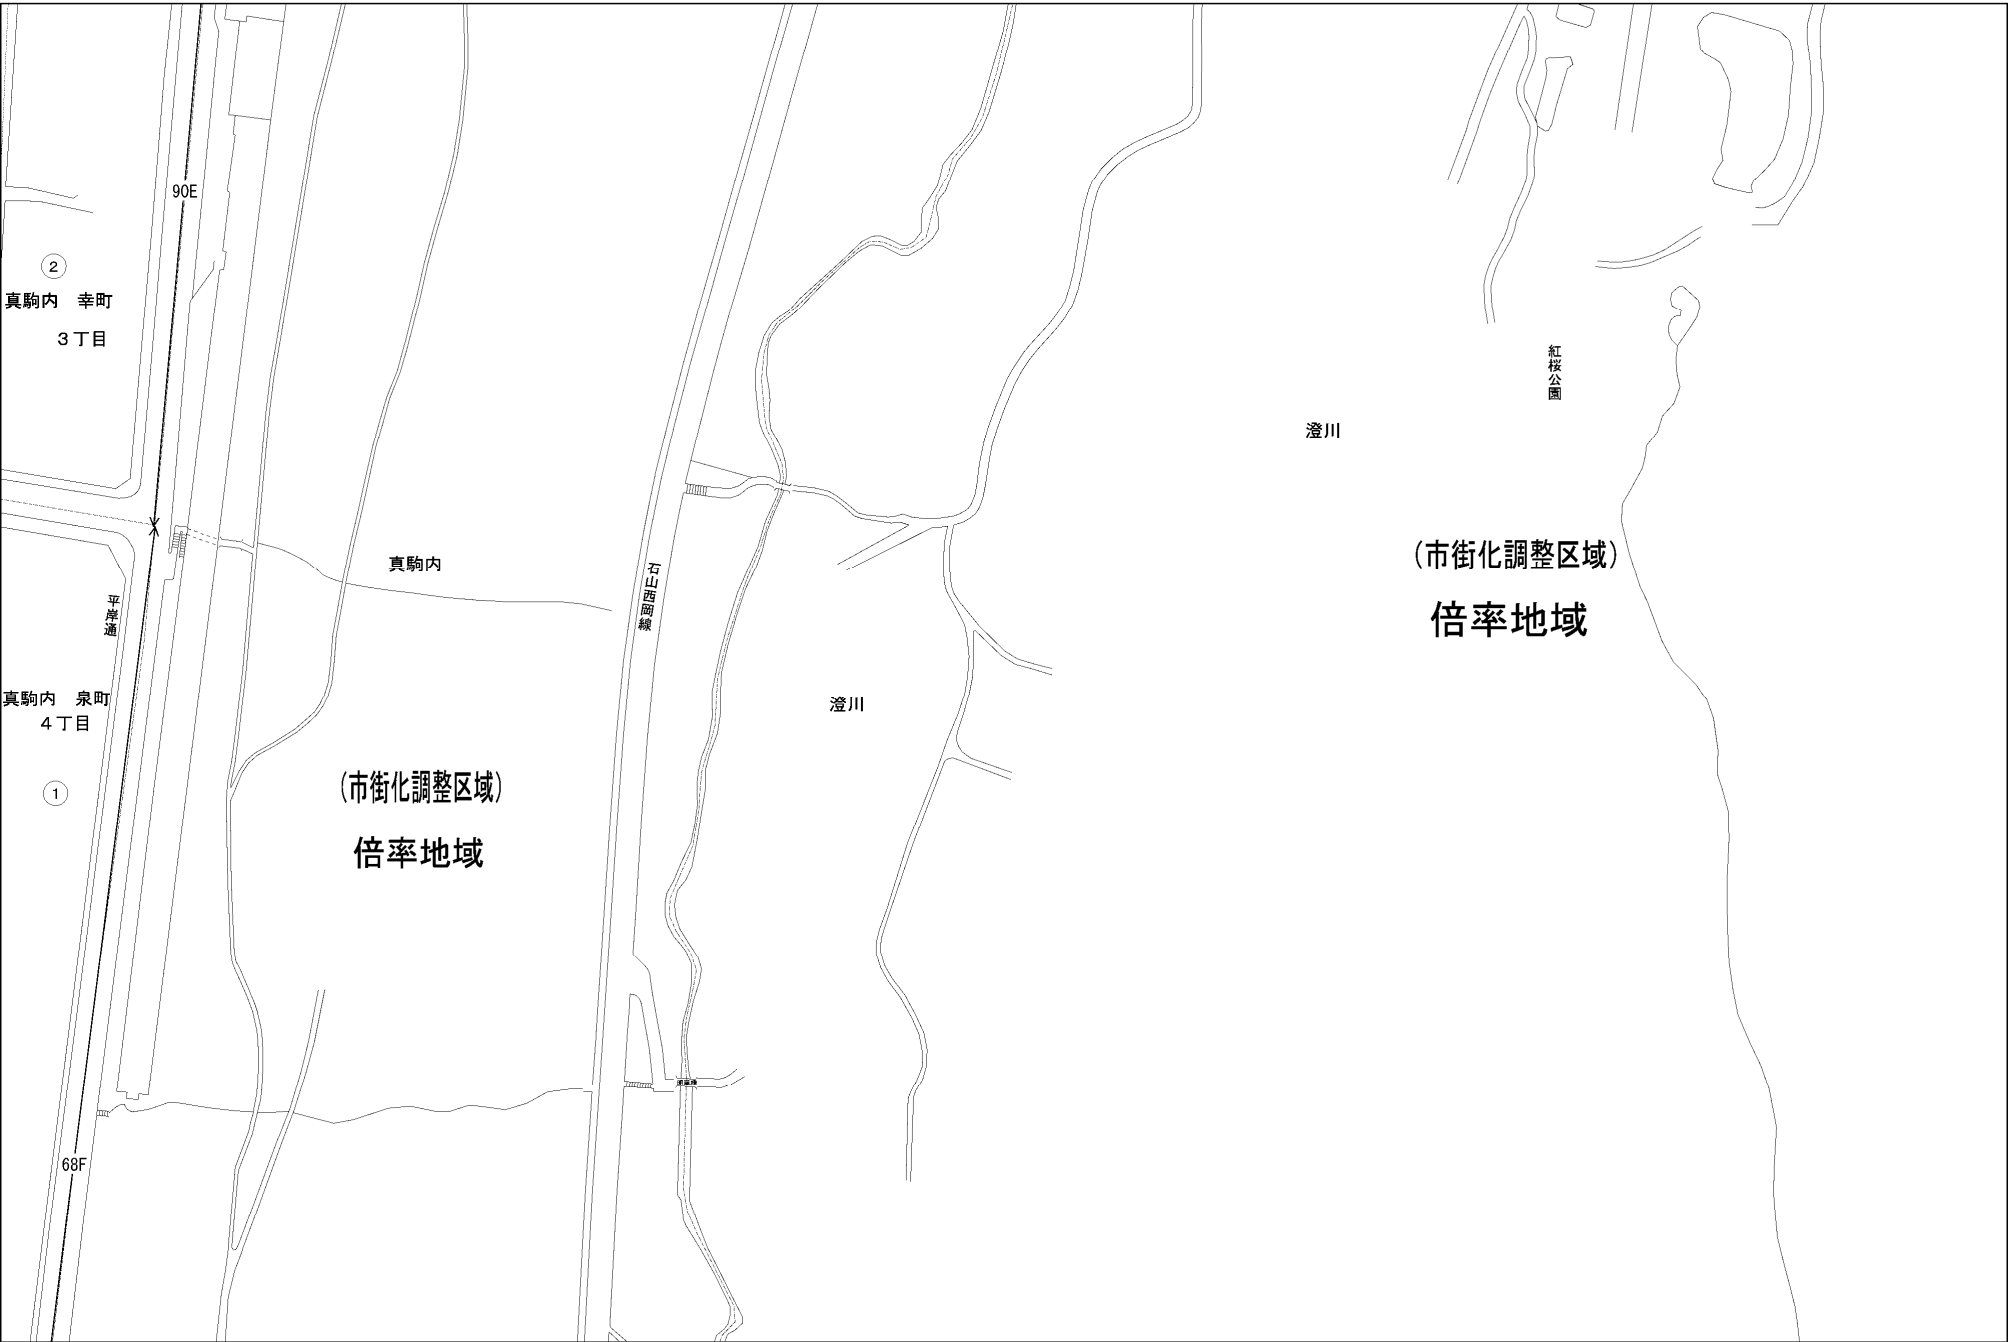 90E
②
真駒内　幸町
３丁目
紅桜公園
澄川
（市街化調整区域）
倍率地域
真駒内
石山西岡線
平岸通
真駒内　泉町
４丁目
①
澄川
（市街化調整区域）
倍率地域
68F